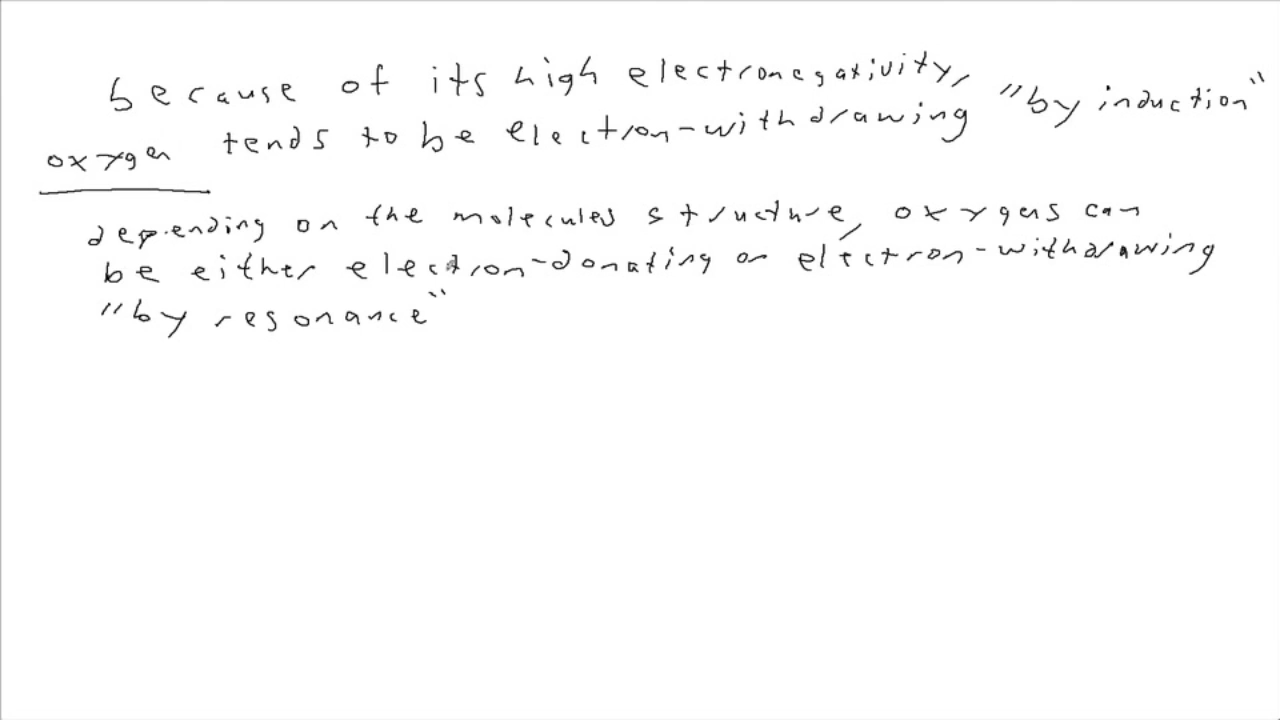 because of its high electronegativity,
oxygen tends to be electron-withdrawing "by induction"
depending on the molecules structure, oxygens can
be either electron-donating or electron-withdrawing
"by resonance"